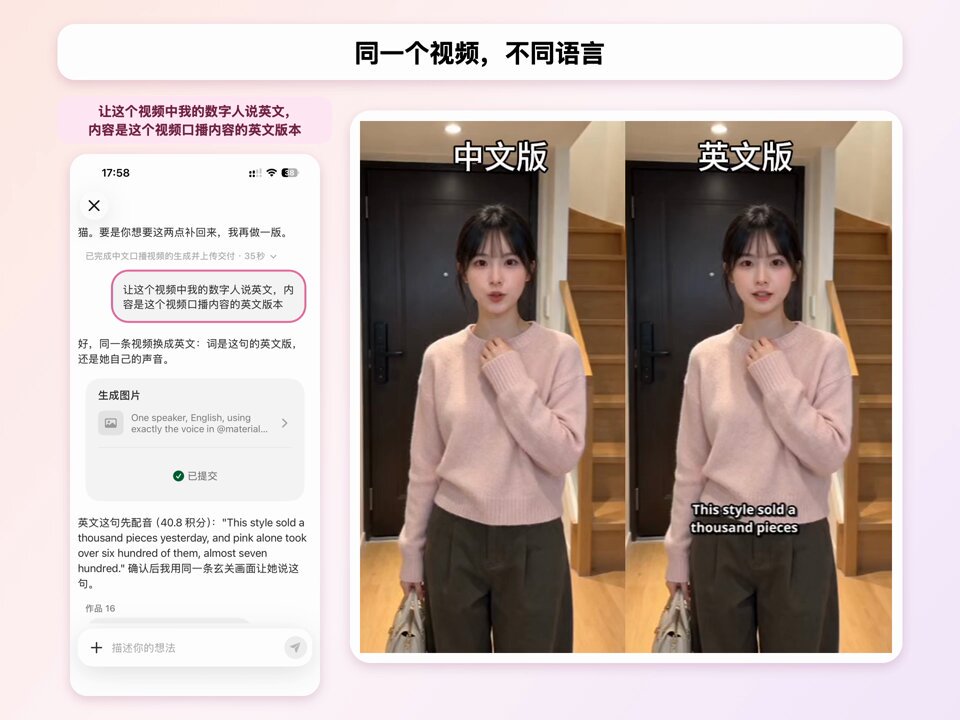 同一个视频，不同语言
让这个视频中我的数字人说英文，
内容是这个视频口播内容的英文版本
17:58
猫。要是你想要这两点补回来，我再做一版。
已完成中文口播视频的生成并上传交付 · 35秒
让这个视频中我的数字人说英文，内
容是这个视频口播内容的英文版本
好，同一条视频换成英文：词是这句的英文版，
还是她自己的声音。
生成图片
One speaker, English, using
exactly the voice in @material...
已提交
英文这句先配音（40.8 积分）："This style sold a
thousand pieces yesterday, and pink alone took
over six hundred of them, almost seven
hundred." 确认后我用同一条玄关画面让她说这
句。
作品 16
描述你的想法
中文版
英文版
This style sold a
thousand pieces